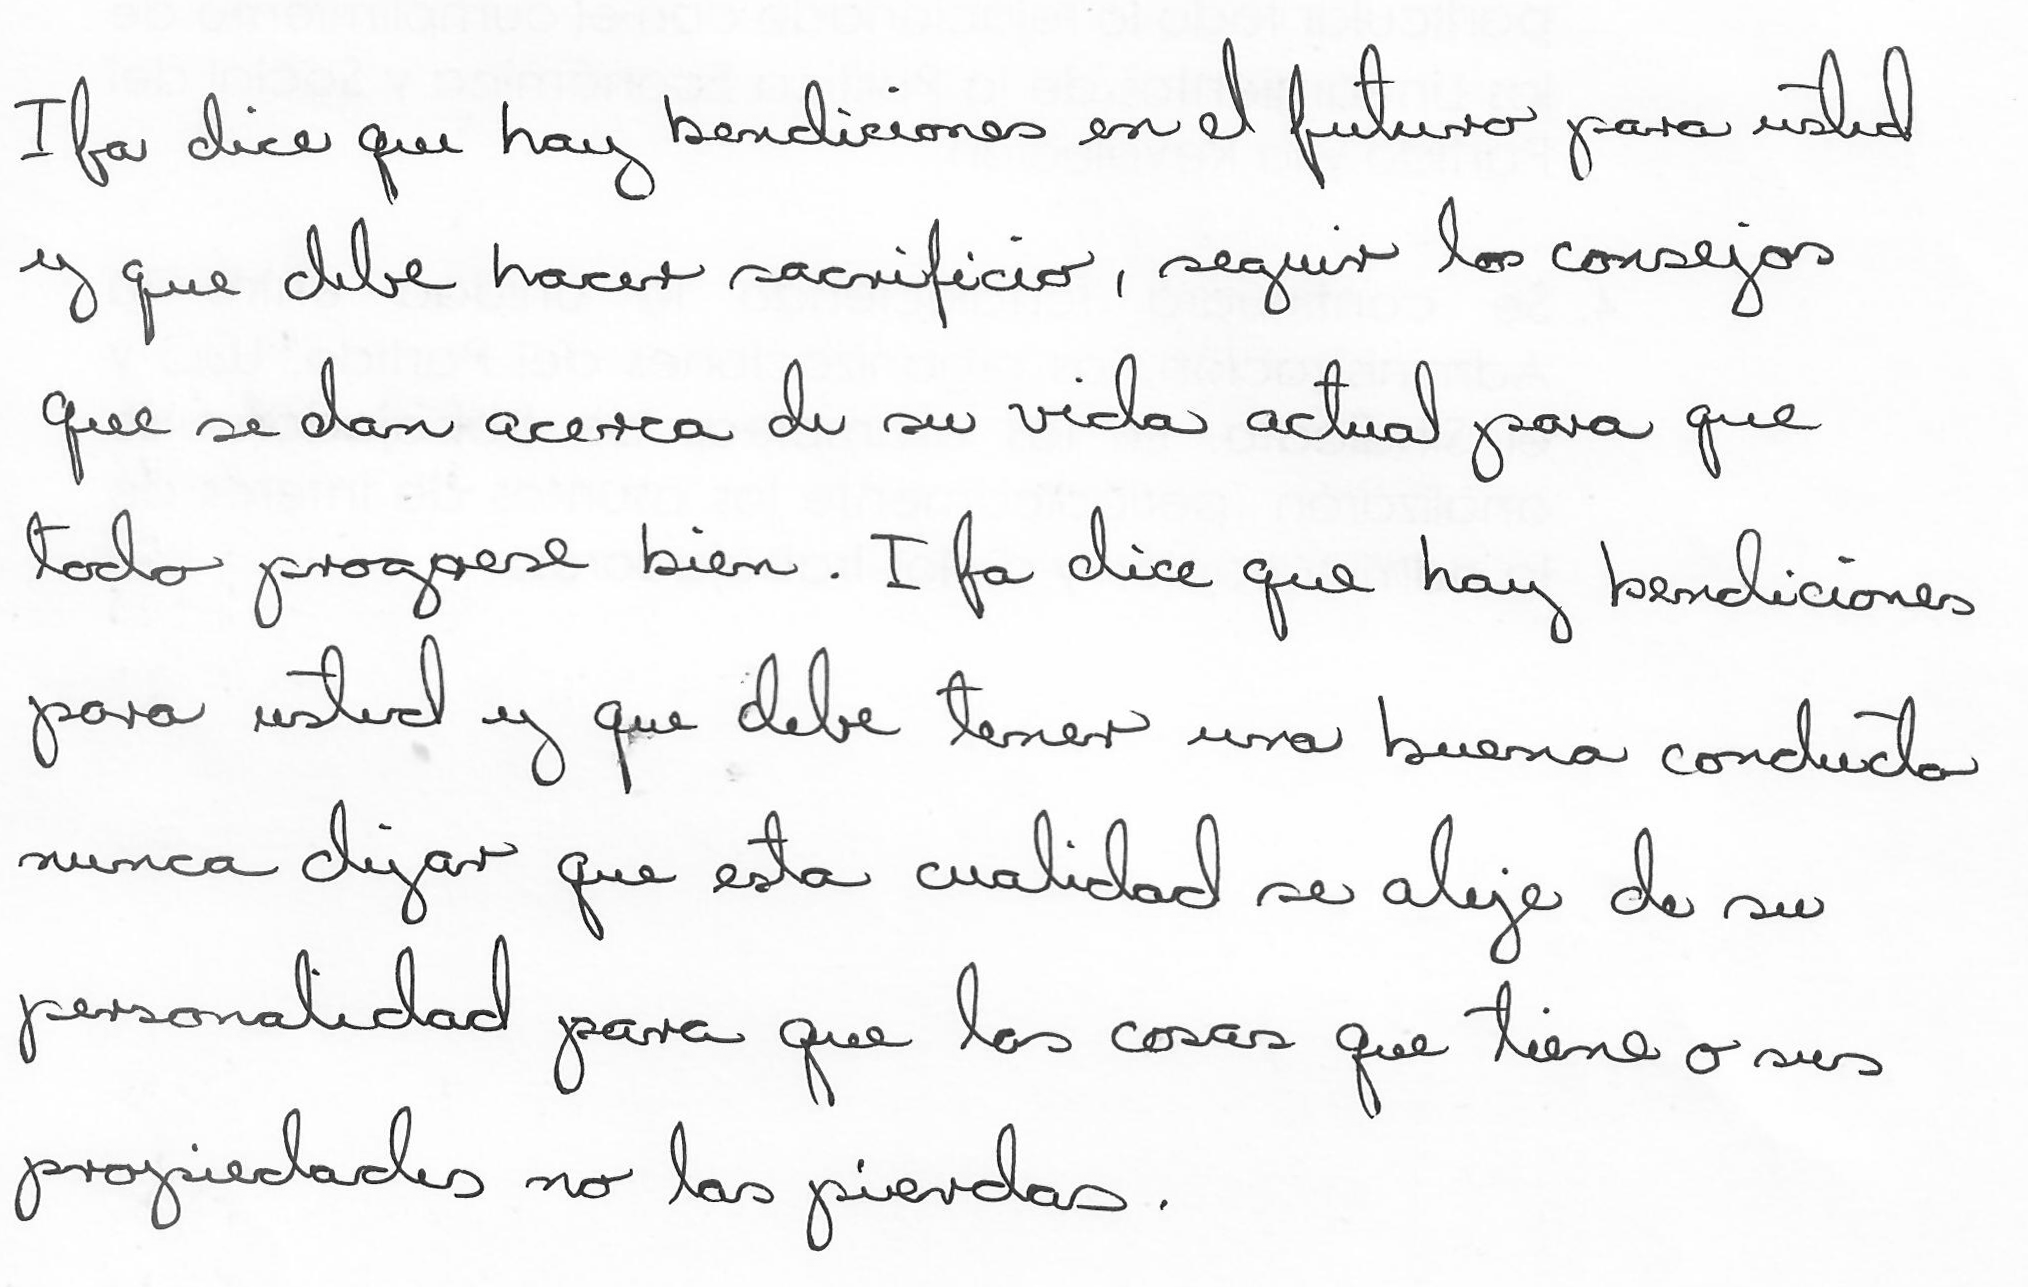 Ifa dice que hay bendiciones en el futuro para usted
y que debe hacer sacrificio, seguir los consejos
que se dan acerca de su vida actual para que
todo progrese bien. Ifa dice que hay bendiciones
para usted y que debe tener una buena conducta
nunca dejar que esta cualidad se aleje de su
personalidad para que las cosas que tiene o sus
propiedades no las pierdas.